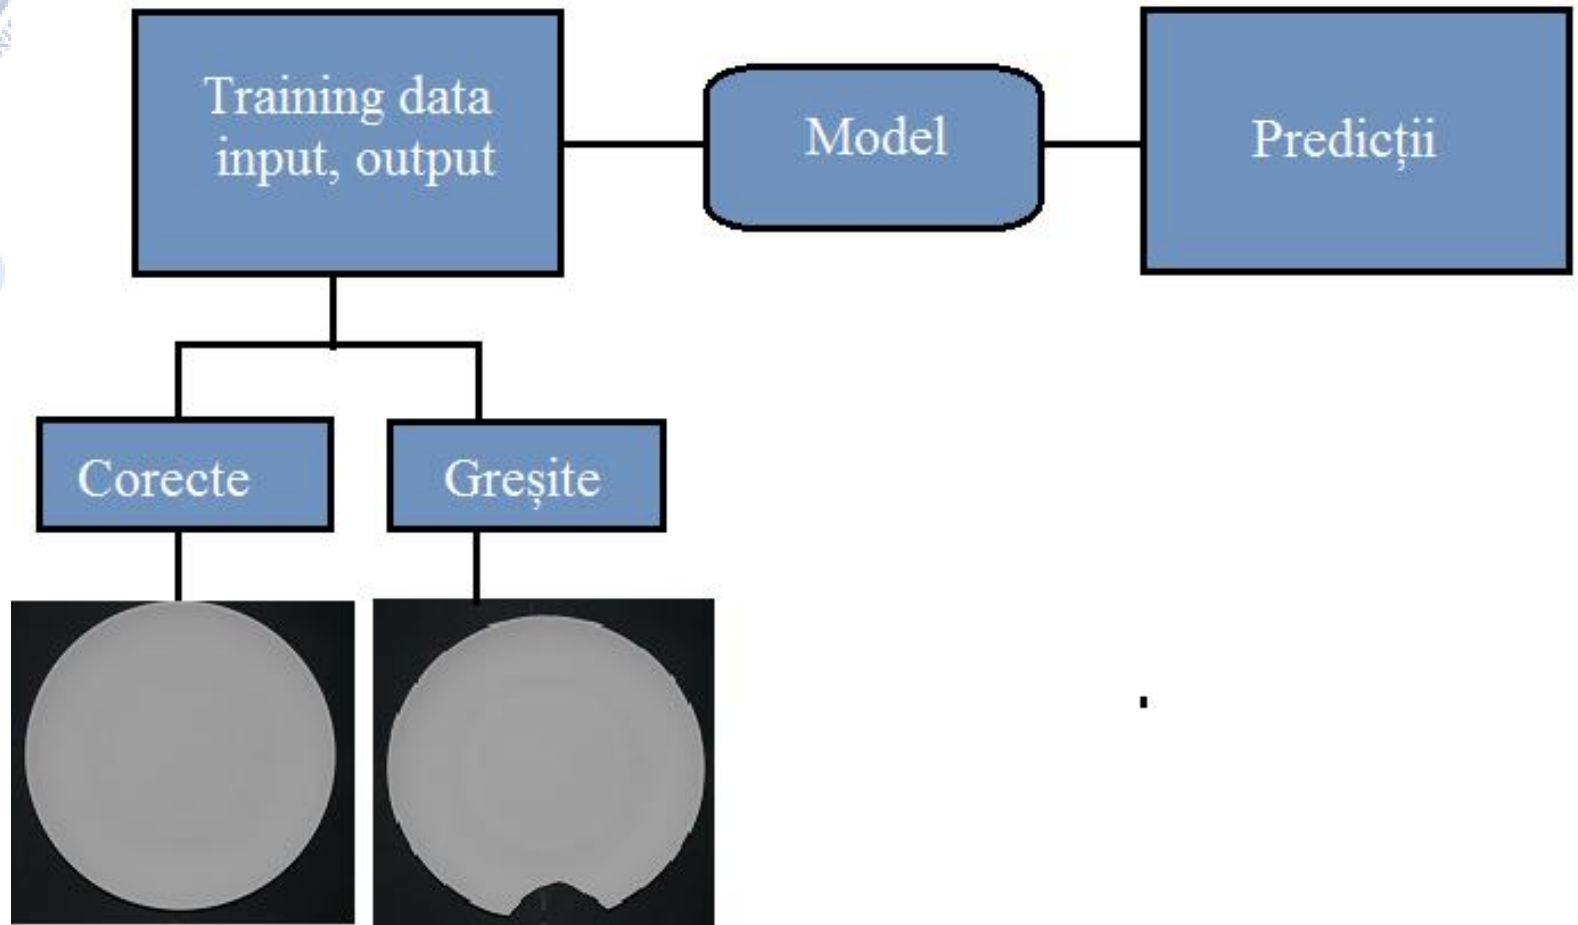 Training data
input, output
Model
Predicții
Corecte
Greșite